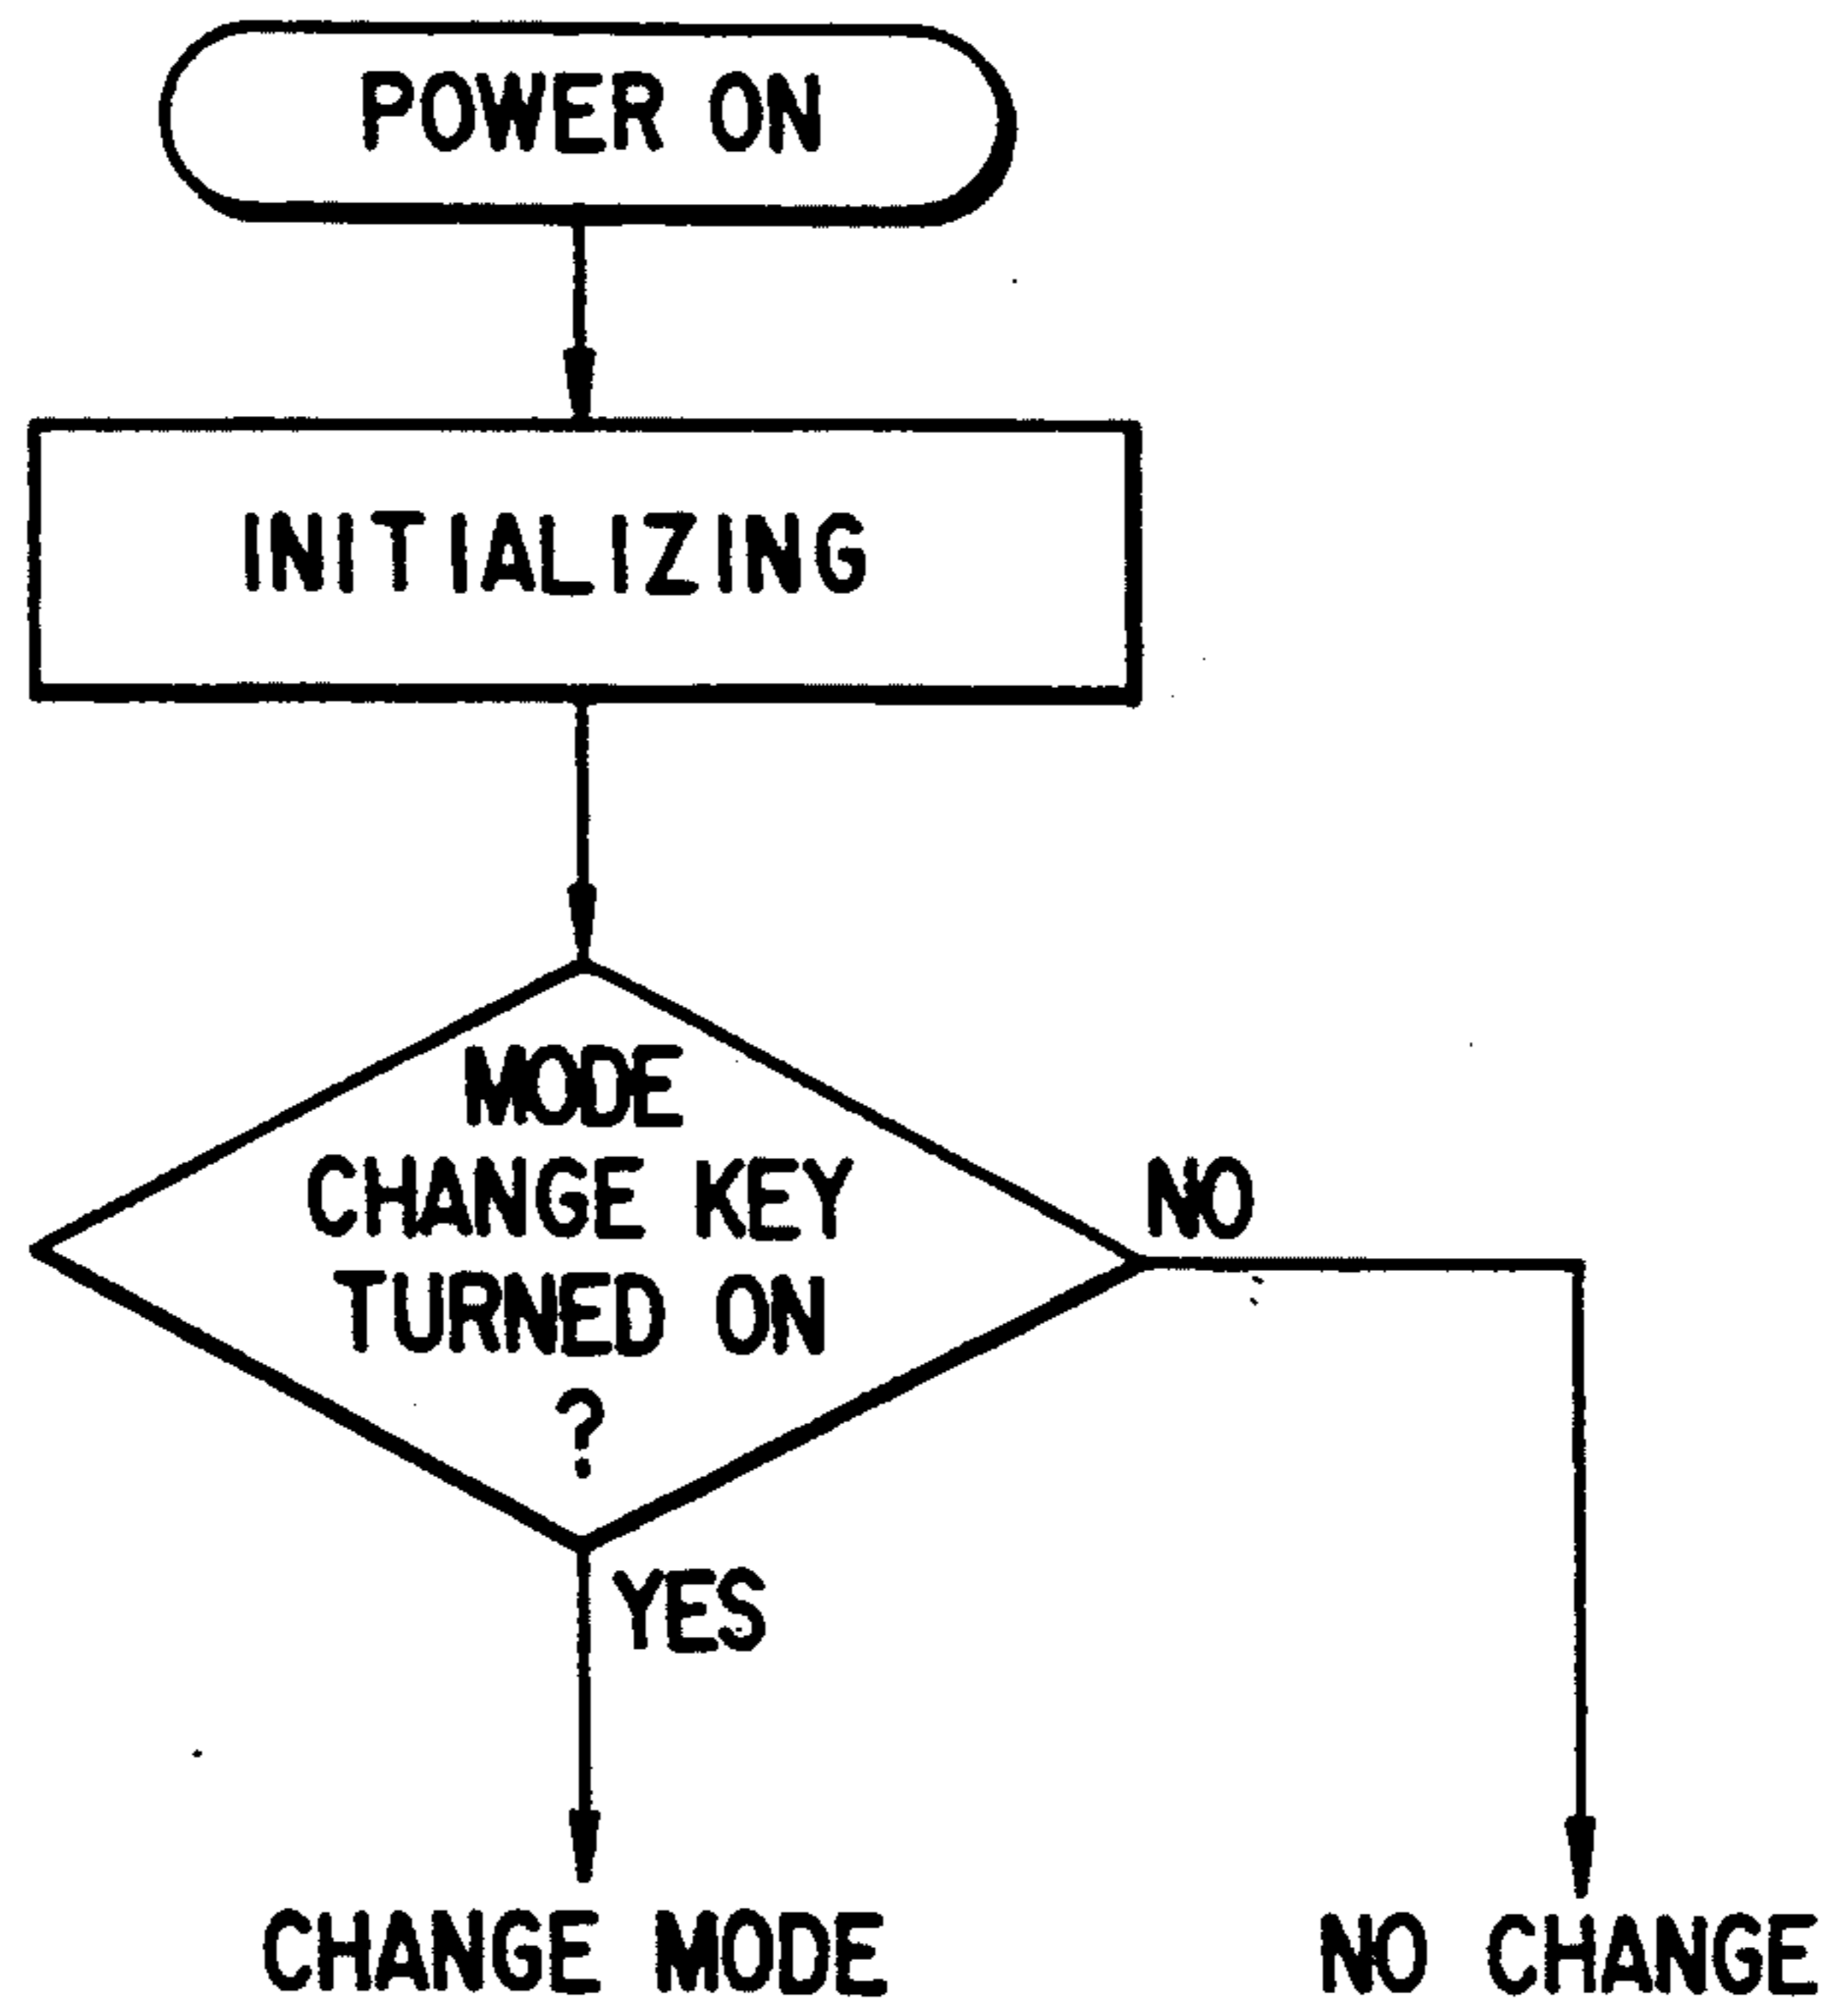 POWER ON
INITIALIZING
MODE
CHANGE KEY
TURNED ON
?
NO
YES
CHANGE MODE
NO CHANGE